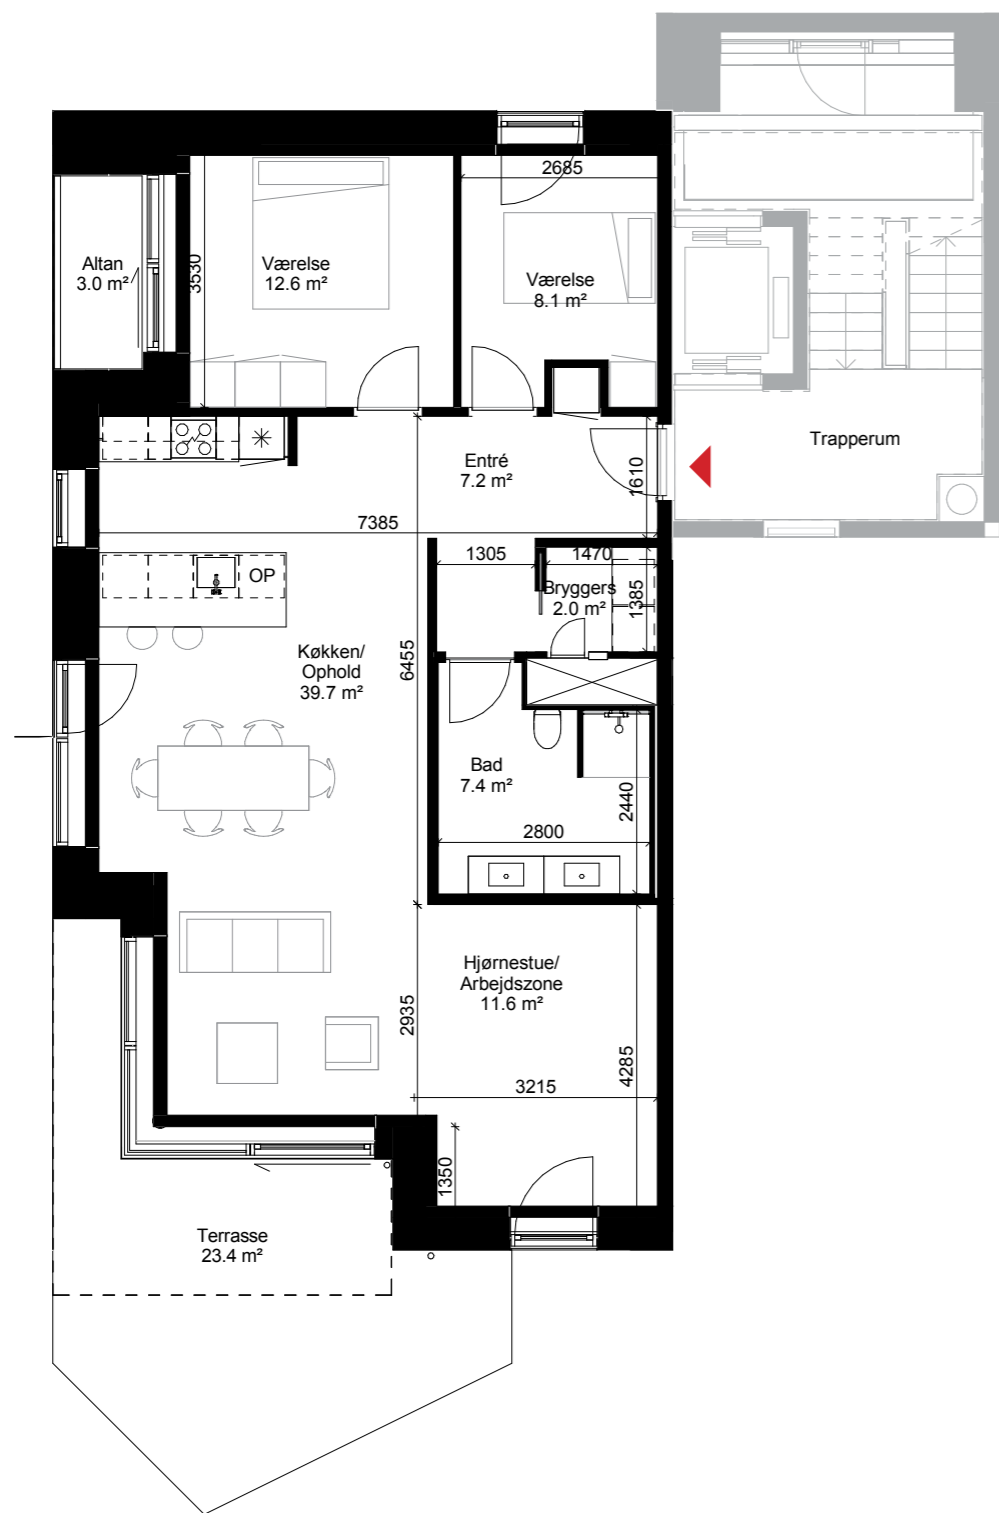 2685
Altan
3.0 m²
3530
Værelse
12.6 m²
Værelse
8.1 m²
Trapperum
Entré
7.2 m²
1610
7385
1305
1470
OP
Bryggers
2.0 m²
1385
Køkken/
Ophold
39.7 m²
6455
Bad
7.4 m²
2440
2800
Hjørnestue/
Arbejdszone
11.6 m²
2935
4285
3215
1350
Terrasse
23.4 m²